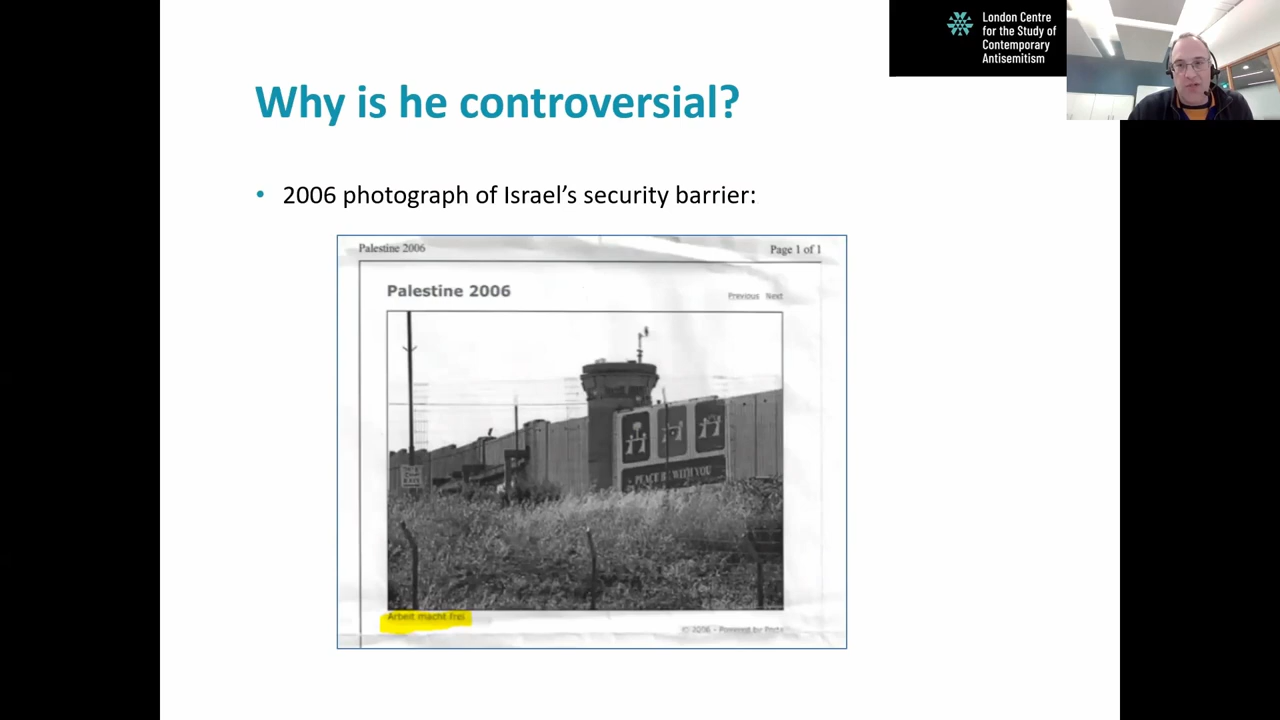 London Centre
for the Study of
Contemporary
Antisemitism
Why is he controversial?
• 2006 photograph of Israel’s security barrier:
Palestine 2006
Page 1 of 1
Palestine 2006
Previous Next
PEACE BE WITH YOU
Arbeit macht Frei
© 2006 - Powered by